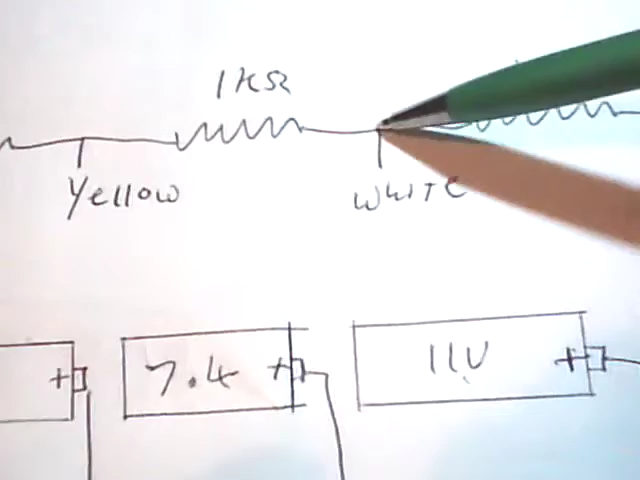 1KΩ
Yellow
WHITE
+
7.4 +
11V +